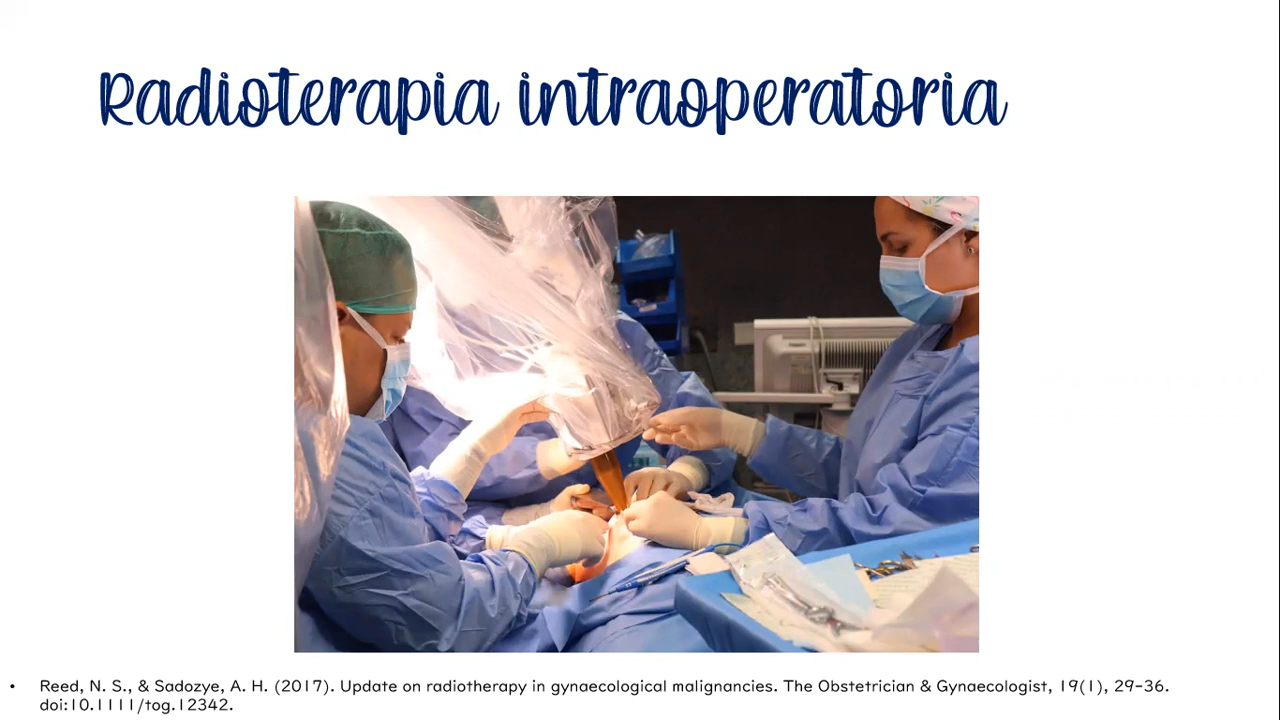 Radioterapia intraoperatoria
• Reed, N. S., & Sadozye, A. H. (2017). Update on radiotherapy in gynaecological malignancies. The Obstetrician & Gynaecologist, 19(1), 29–36.
doi:10.1111/tog.12342.